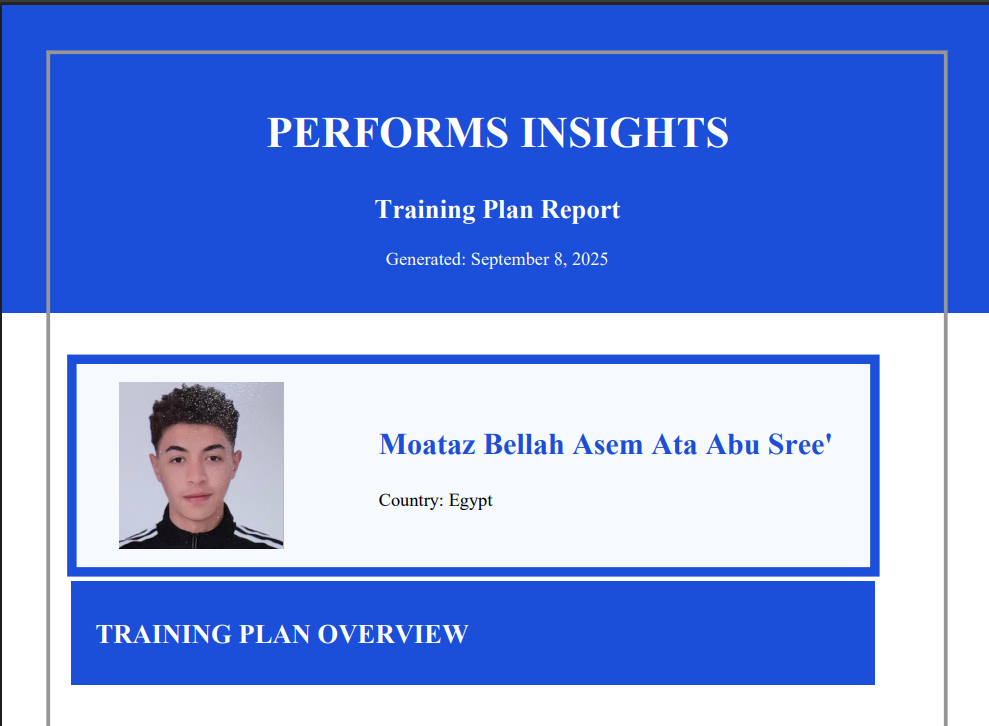 PERFORMS INSIGHTS
Training Plan Report
Generated: September 8, 2025
Moataz Bellah Asem Ata Abu Sree'
Country: Egypt
TRAINING PLAN OVERVIEW